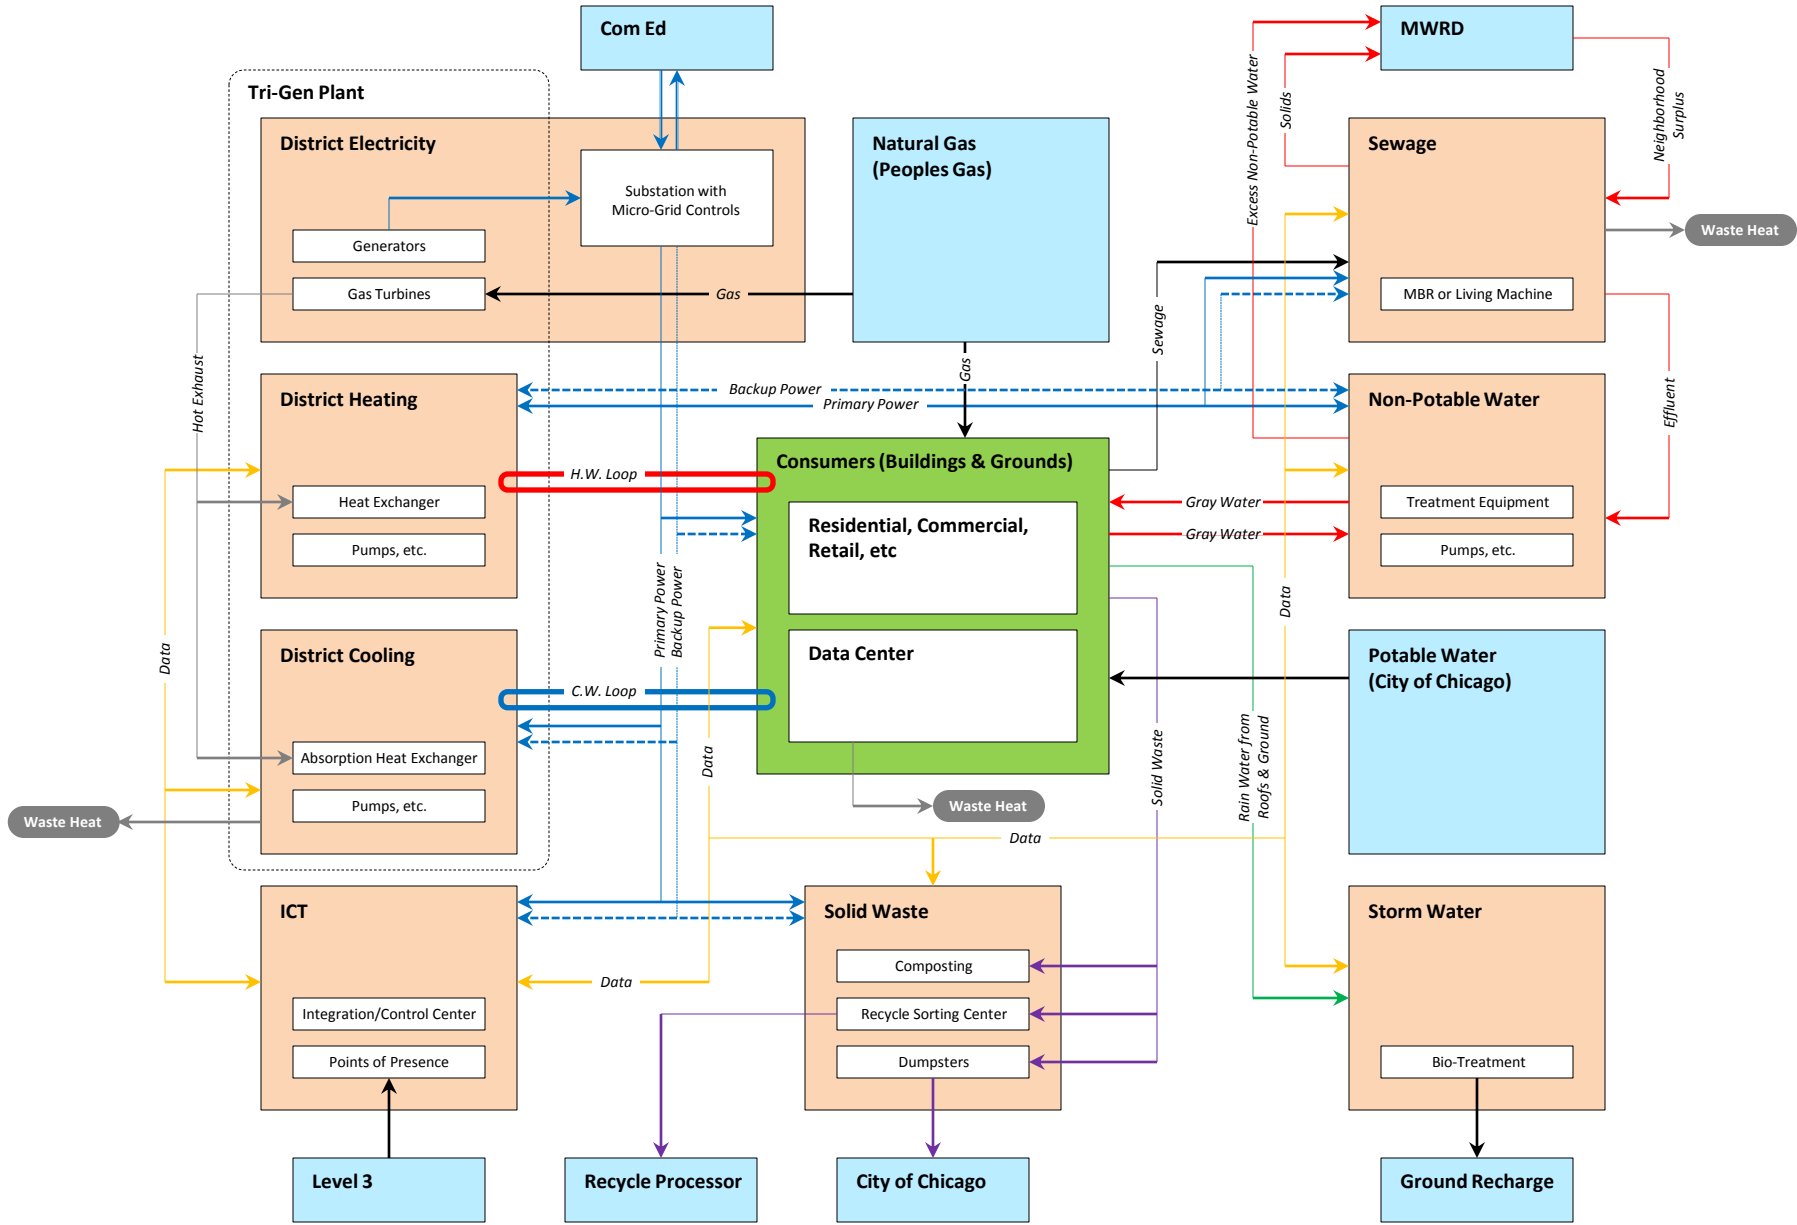 Com Ed
MWRD
Tri-Gen Plant
District Electricity
Substation with
Micro-Grid Controls
Generators
Gas Turbines
Gas
Natural Gas
(Peoples Gas)
Gas
Excess Non-Potable Water
Solids
Neighborhood
Surplus
Sewage
MBR or Living Machine
Waste Heat
Sewage
Hot Exhaust
District Heating
Heat Exchanger
Pumps, etc.
Backup Power
Primary Power
H.W. Loop
Consumers (Buildings & Grounds)
Residential, Commercial,
Retail, etc
Data Center
Gray Water
Gray Water
Non-Potable Water
Treatment Equipment
Pumps, etc.
Effluent
Data
Data
District Cooling
Absorption Heat Exchanger
Pumps, etc.
Waste Heat
Primary Power
Backup Power
C.W. Loop
Data
Waste Heat
Solid Waste
Rain Water from
Roofs & Ground
Potable Water
(City of Chicago)
Data
ICT
Integration/Control Center
Points of Presence
Data
Solid Waste
Composting
Recycle Sorting Center
Dumpsters
Storm Water
Bio-Treatment
Level 3
Recycle Processor
City of Chicago
Ground Recharge